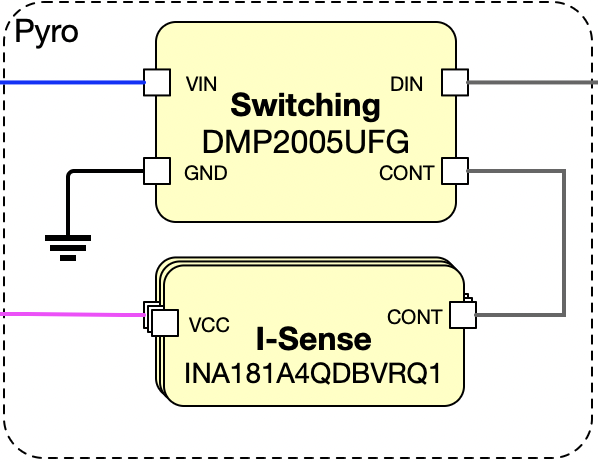 Pyro
VIN
DIN
Switching
DMP2005UFG
GND
CONT
CONT
VCC
I-Sense
INA181A4QDBVRQ1